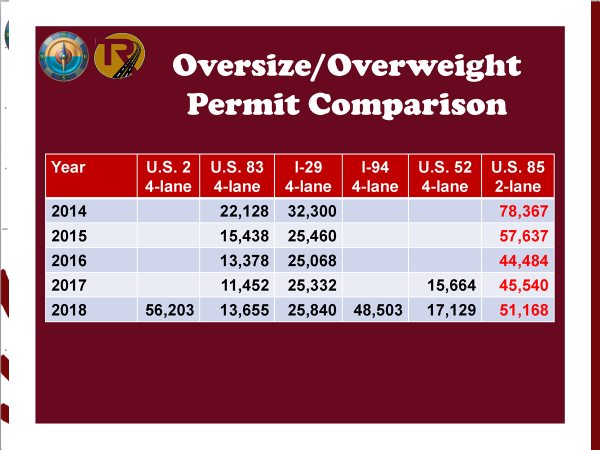 Oversize/Overweight
Permit Comparison
Year U.S. 2 4-lane U.S. 83 4-lane I-29 4-lane I-94 4-lane U.S. 52 4-lane U.S. 85 2-lane
2014 22,128 32,300 78,367
2015 15,438 25,460 57,637
2016 13,378 25,068 44,484
2017 11,452 25,332 15,664 45,540
2018 56,203 13,655 25,840 48,503 17,129 51,168